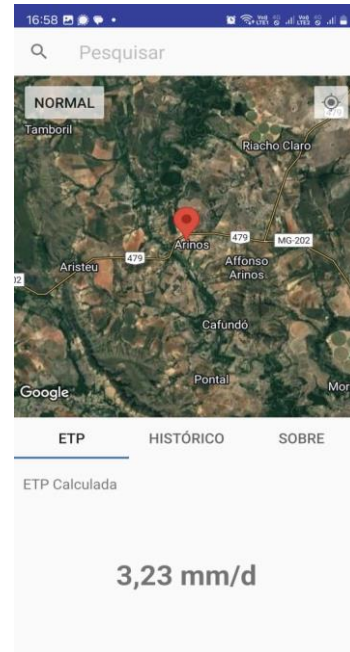 16:58
Pesquisar
NORMAL
479
Tamboril
Riacho Claro
Arinos
479
MG-202
479
Aristeu
Affonso
Arinos
02
Cafundó
Pontal
Google
Mor
ETP
HISTÓRICO
SOBRE
ETP Calculada
3,23 mm/d